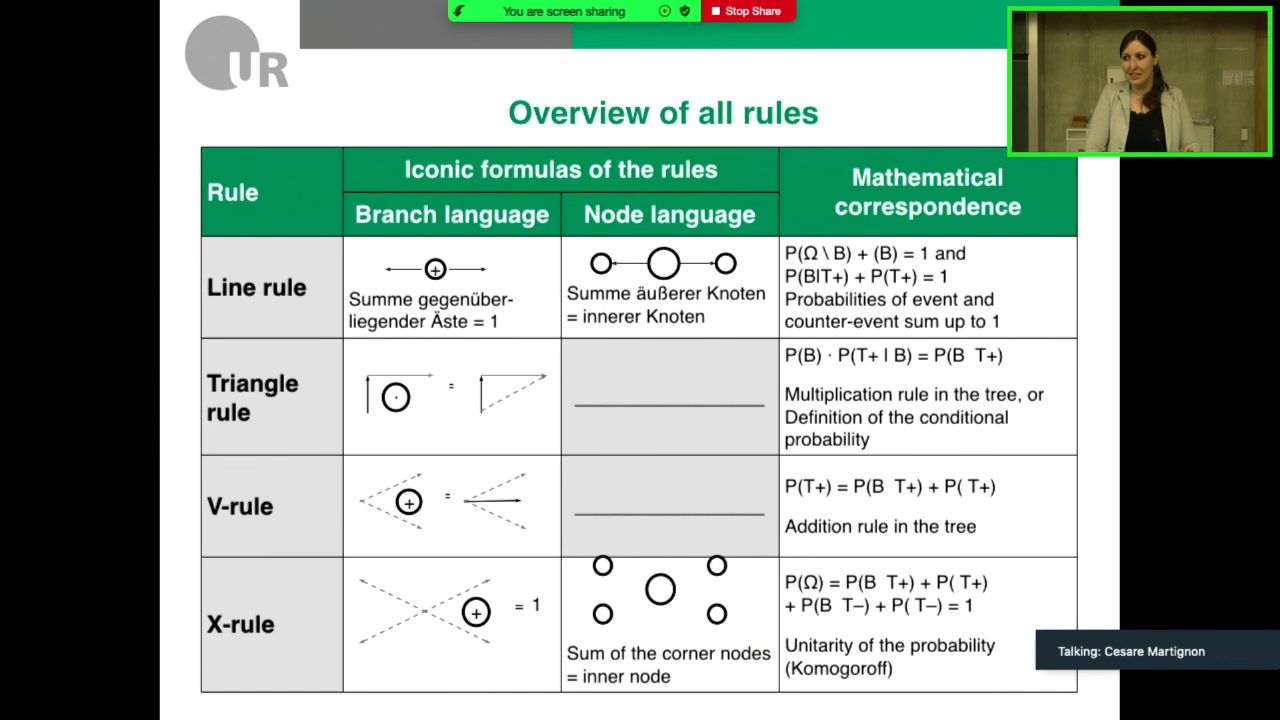 You are screen sharing
Stop Share
UR
Overview of all rules
Rule
Iconic formulas of the rules
Branch language
Node language
Mathematical
correspondence
Line rule
+
Summe gegenüber-
liegender Äste = 1
Summe äußerer Knoten
= innerer Knoten
P(Ω \ B) + (B) = 1 and
P(B|T+) + P(T+) = 1
Probabilities of event and
counter-event sum up to 1
Triangle
rule
· =
P(B) · P(T+ | B) = P(B T+)
Multiplication rule in the tree, or
Definition of the conditional
probability
V-rule
+ =
P(T+) = P(B T+) + P( T+)
Addition rule in the tree
X-rule
+ = 1
Sum of the corner nodes
= inner node
P(Ω) = P(B T+) + P( T+)
+ P(B T–) + P( T–) = 1
Unitarity of the probability
(Komogoroff)
Talking: Cesare Martignon